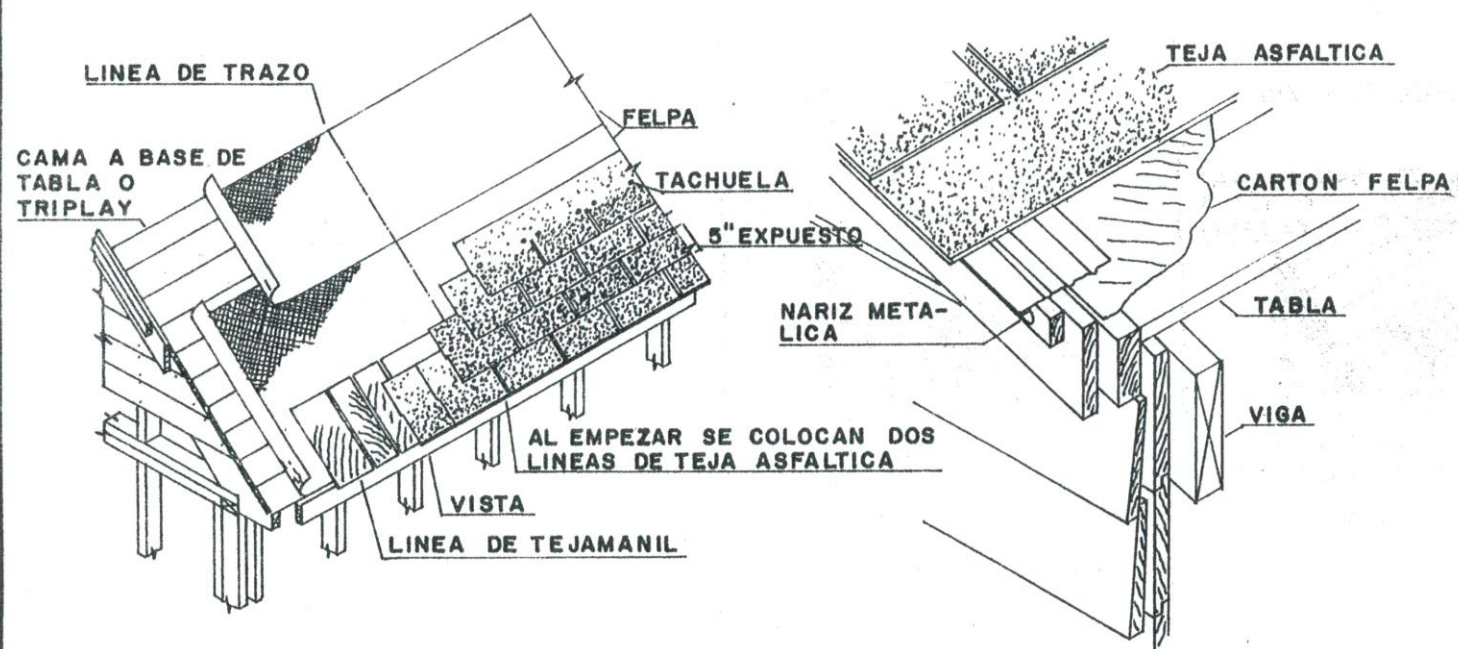 LINEA DE TRAZO
CAMA A BASE DE
TABLA O
TRIPLAY
FELPA
TACHUELA
5" EXPUESTO
AL EMPEZAR SE COLOCAN DOS
LINEAS DE TEJA ASFALTICA
VISTA
LINEA DE TEJAMANIL
TEJA ASFALTICA
CARTON FELPA
NARIZ META-
LICA
TABLA
VIGA